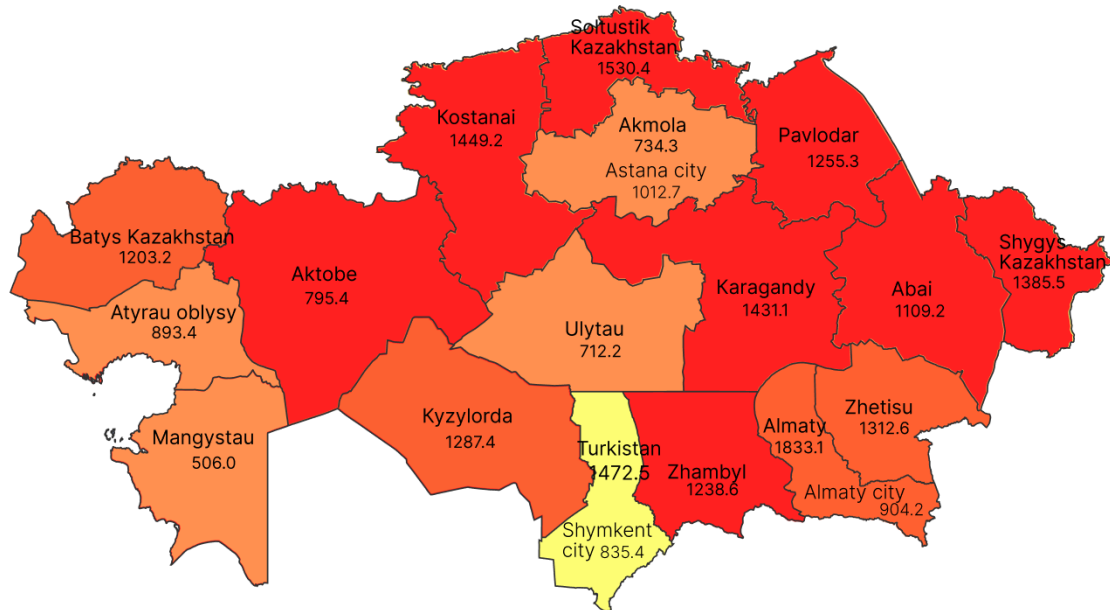 Soltustik
Kazakhstan
1530.4
Kostanai
1449.2
Akmola
734.3
Astana city
1012.7
Pavlodar
1255.3
Batys Kazakhstan
1203.2
Aktobe
795.4
Atyrau oblysy
893.4
Ulytau
712.2
Karagandy
1431.1
Abai
1109.2
Shygys
Kazakhstan
1385.5
Mangystau
506.0
Kyzylorda
1287.4
Turkistan
1472.5
Shymkent
city 835.4
Zhambyl
1238.6
Almaty
1833.1
Zhetisu
1312.6
Almaty city
904.2